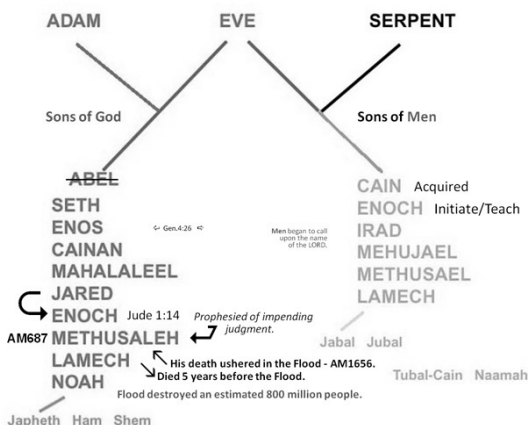 ADAM EVE SERPENT
Sons of God Sons of Men
ABEL
SETH
ENOS
CAINAN
MAHALALEEL
JARED
ENOCH Jude 1:14
AM687 METHUSALEH
LAMECH
NOAH
Japheth Ham Shem
⇦ Gen.4:26 ⇨
Men began to call
upon the name
of the LORD.
CAIN Acquired
ENOCH Initiate/Teach
IRAD
MEHUJAEL
METHUSAEL
LAMECH
Jabal Jubal
Tubal-Cain Naamah
Prophesied of impending
judgment.
His death ushered in the Flood - AM1656.
Died 5 years before the Flood.
Flood destroyed an estimated 800 million people.